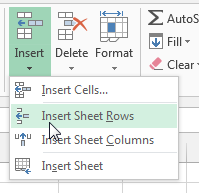 Insert Delete Format
AutoS
Fill
Clear
Insert Cells...
Insert Sheet Rows
Insert Sheet Columns
Insert Sheet